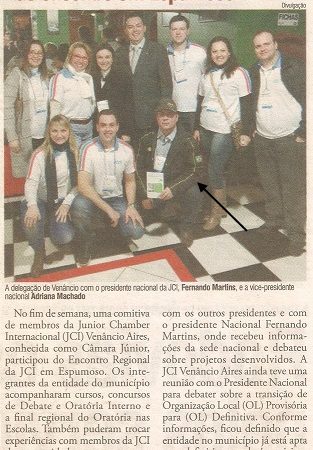 Divulgação
FICHAS
A delegação de Venâncio com o presidente nacional da JCI, Fernando Martins, e a vice-presidente
nacional Adriana Machado
No fim de semana, uma comitiva
de membros da Junior Chamber
Internacional (JCI) Venâncio Aires,
conhecida como Câmara Júnior,
participou do Encontro Regional
da JCI em Espumoso. Os inte-
grantes da entidade do município
acompanharam cursos, concursos
de Debate e Oratória Interno e
a final regional do Oratória nas
Escolas. Também puderam trocar
experiências com membros da JCI
com os outros presidentes e com
o presidente Nacional Fernando
Martins, onde recebeu informa-
ções da sede nacional e debateu
sobre projetos desenvolvidos. A
JCI Venâncio Aires ainda teve uma
reunião com o Presidente Nacional
para debater sobre a transição de
Organização Local (OL) Provisória
para (OL) Definitiva. Conforme
informações, ficou definido que a
entidade no município já está apta